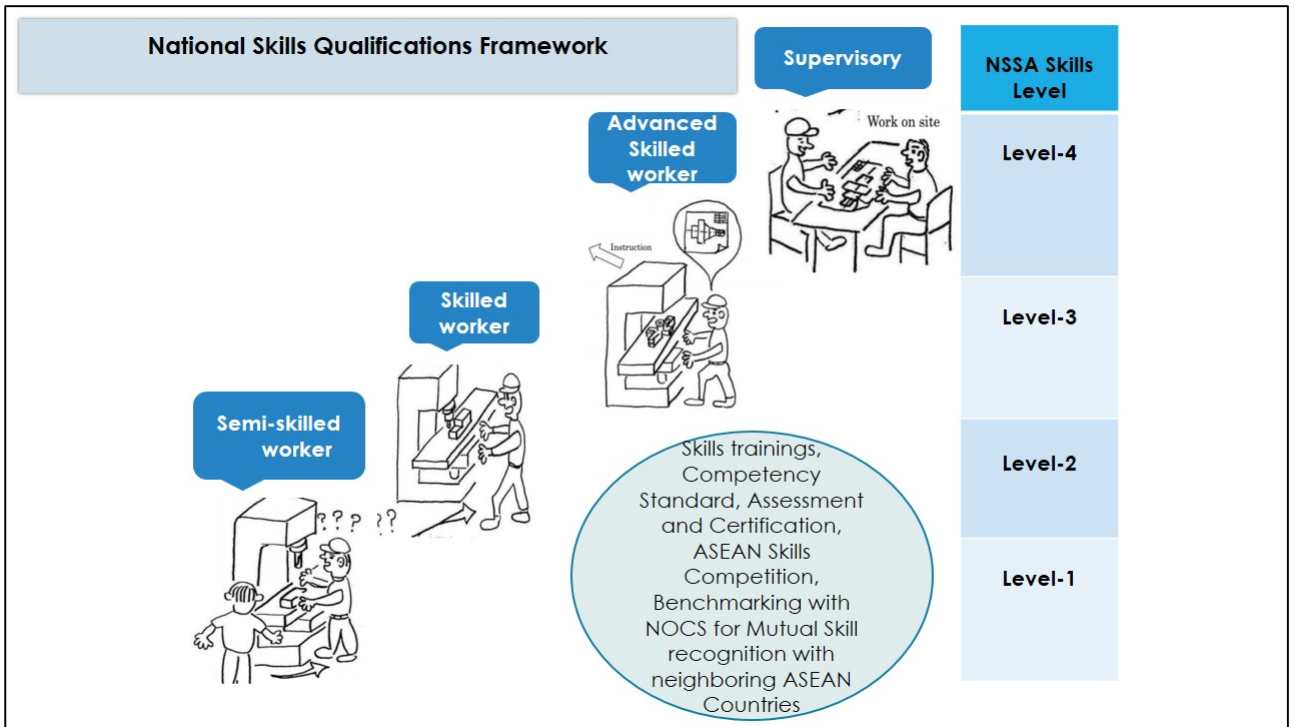 National Skills Qualifications Framework
Supervisory
NSSA Skills
Level
Advanced
Skilled
worker
Work on site
Level-4
Instruction
Skilled
worker
Level-3
Semi-skilled
worker
Level-2
??? ??
Skills trainings,
Competency
Standard, Assessment
and Certification,
ASEAN Skills
Competition,
Benchmarking with
NOCS for Mutual Skill
recognition with
neighboring ASEAN
Countries
Level-1